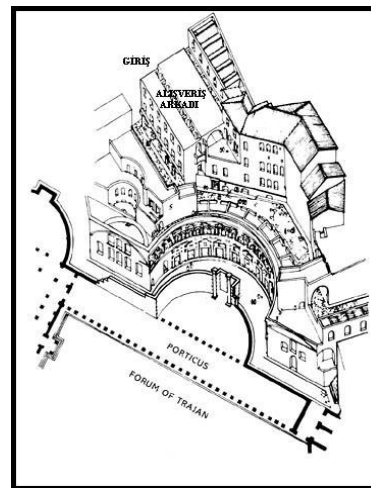 GİRİŞ
ALIŞVERİŞ
ARKADI
PORTICUS
FORUM OF TRAJAN